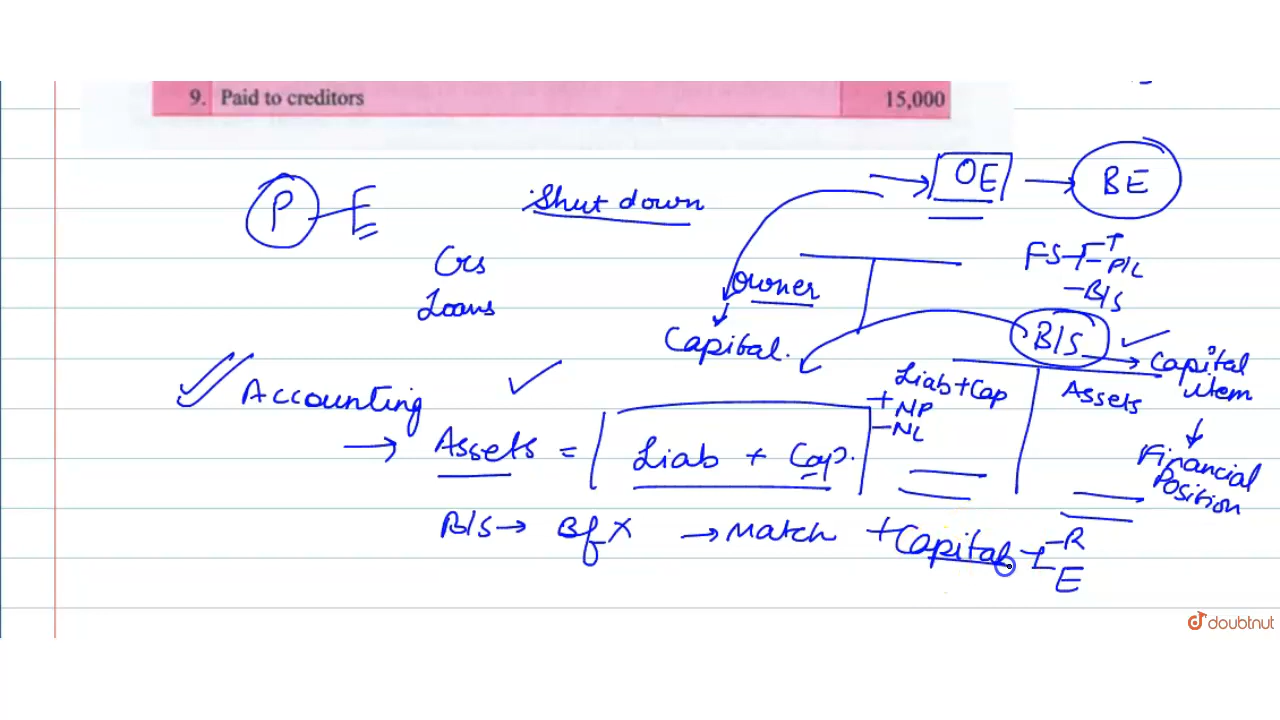 9. Paid to creditors 15,000
OE → BE
P E
Shut down
Crs
Loans
owner
Capital.
FS T
P/L
- B/S
B/S → Capital item
Liab + Cap Assets
+ NP
- NL
Financial Position
Accounting
→ Assets = Liab + Cap.
B/S → Bf X → Match + Capital - R
E
doubtnut